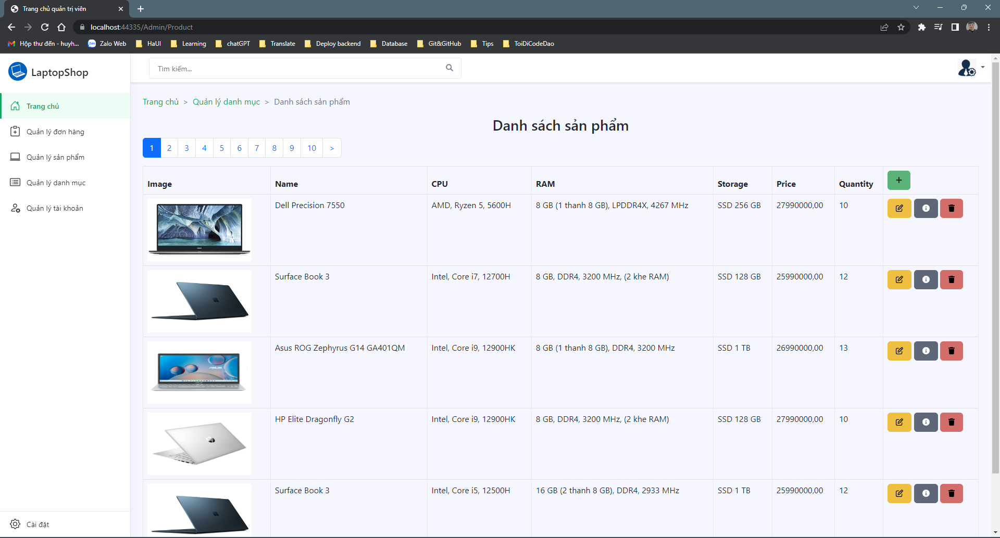 Trang chủ quản trị viên
localhost:44335/Admin/Product
Hộp thư đến - huyh...
Zalo Web
HaUI
Learning
chatGPT
Translate
Deploy backend
Database
Git&GitHub
Tips
ToiDiCodeDao
LaptopShop
Tìm kiếm...
Trang chủ
Quản lý đơn hàng
Quản lý sản phẩm
Quản lý danh mục
Quản lý tài khoản
Cài đặt
Trang chủ > Quản lý danh mục > Danh sách sản phẩm
Danh sách sản phẩm
1 2 3 4 5 6 7 8 9 10 >
Image Name CPU RAM Storage Price Quantity +
Dell Precision 7550 AMD, Ryzen 5, 5600H 8 GB (1 thanh 8 GB), LPDDR4X, 4267 MHz SSD 256 GB 27990000,00 10
Surface Book 3 Intel, Core i7, 12700H 8 GB, DDR4, 3200 MHz, (2 khe RAM) SSD 128 GB 25990000,00 12
Asus ROG Zephyrus G14 GA401QM Intel, Core i9, 12900HK 8 GB (1 thanh 8 GB), DDR4, 3200 MHz SSD 1 TB 26990000,00 13
HP Elite Dragonfly G2 Intel, Core i9, 12900HK 8 GB, DDR4, 3200 MHz, (2 khe RAM) SSD 128 GB 27990000,00 10
Surface Book 3 Intel, Core i5, 12500H 16 GB (2 thanh 8 GB), DDR4, 2933 MHz SSD 1 TB 25990000,00 12